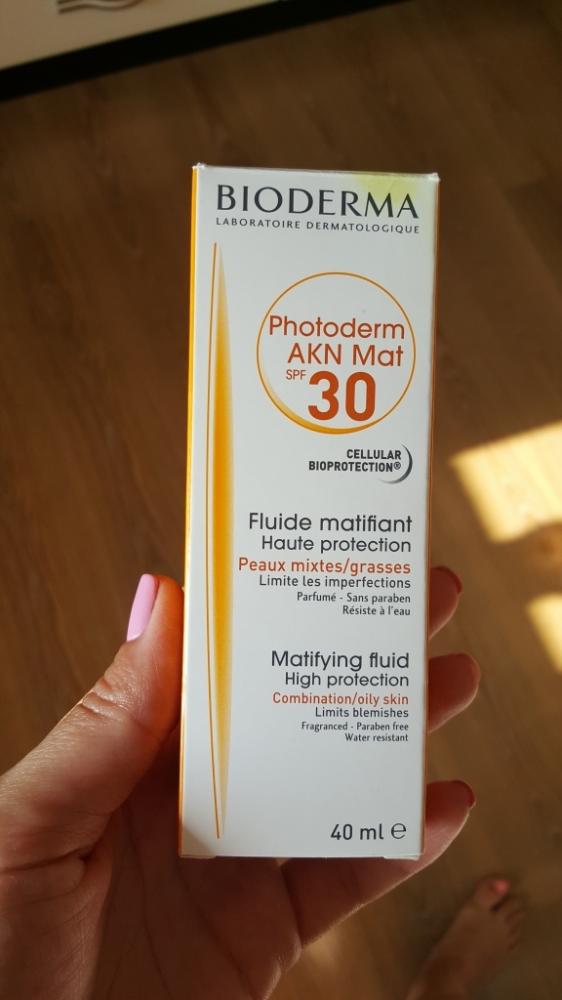 BIODERMA
LABORATOIRE DERMATOLOGIQUE
Photoderm
AKN Mat
SPF 30
CELLULAR
BIOPROTECTION®
Fluide matifiant
Haute protection
Peaux mixtes/grasses
Limite les imperfections
Parfumé - Sans paraben
Résiste à l'eau
Matifying fluid
High protection
Combination/oily skin
Limits blemishes
Fragranced - Paraben free
Water resistant
40 ml e